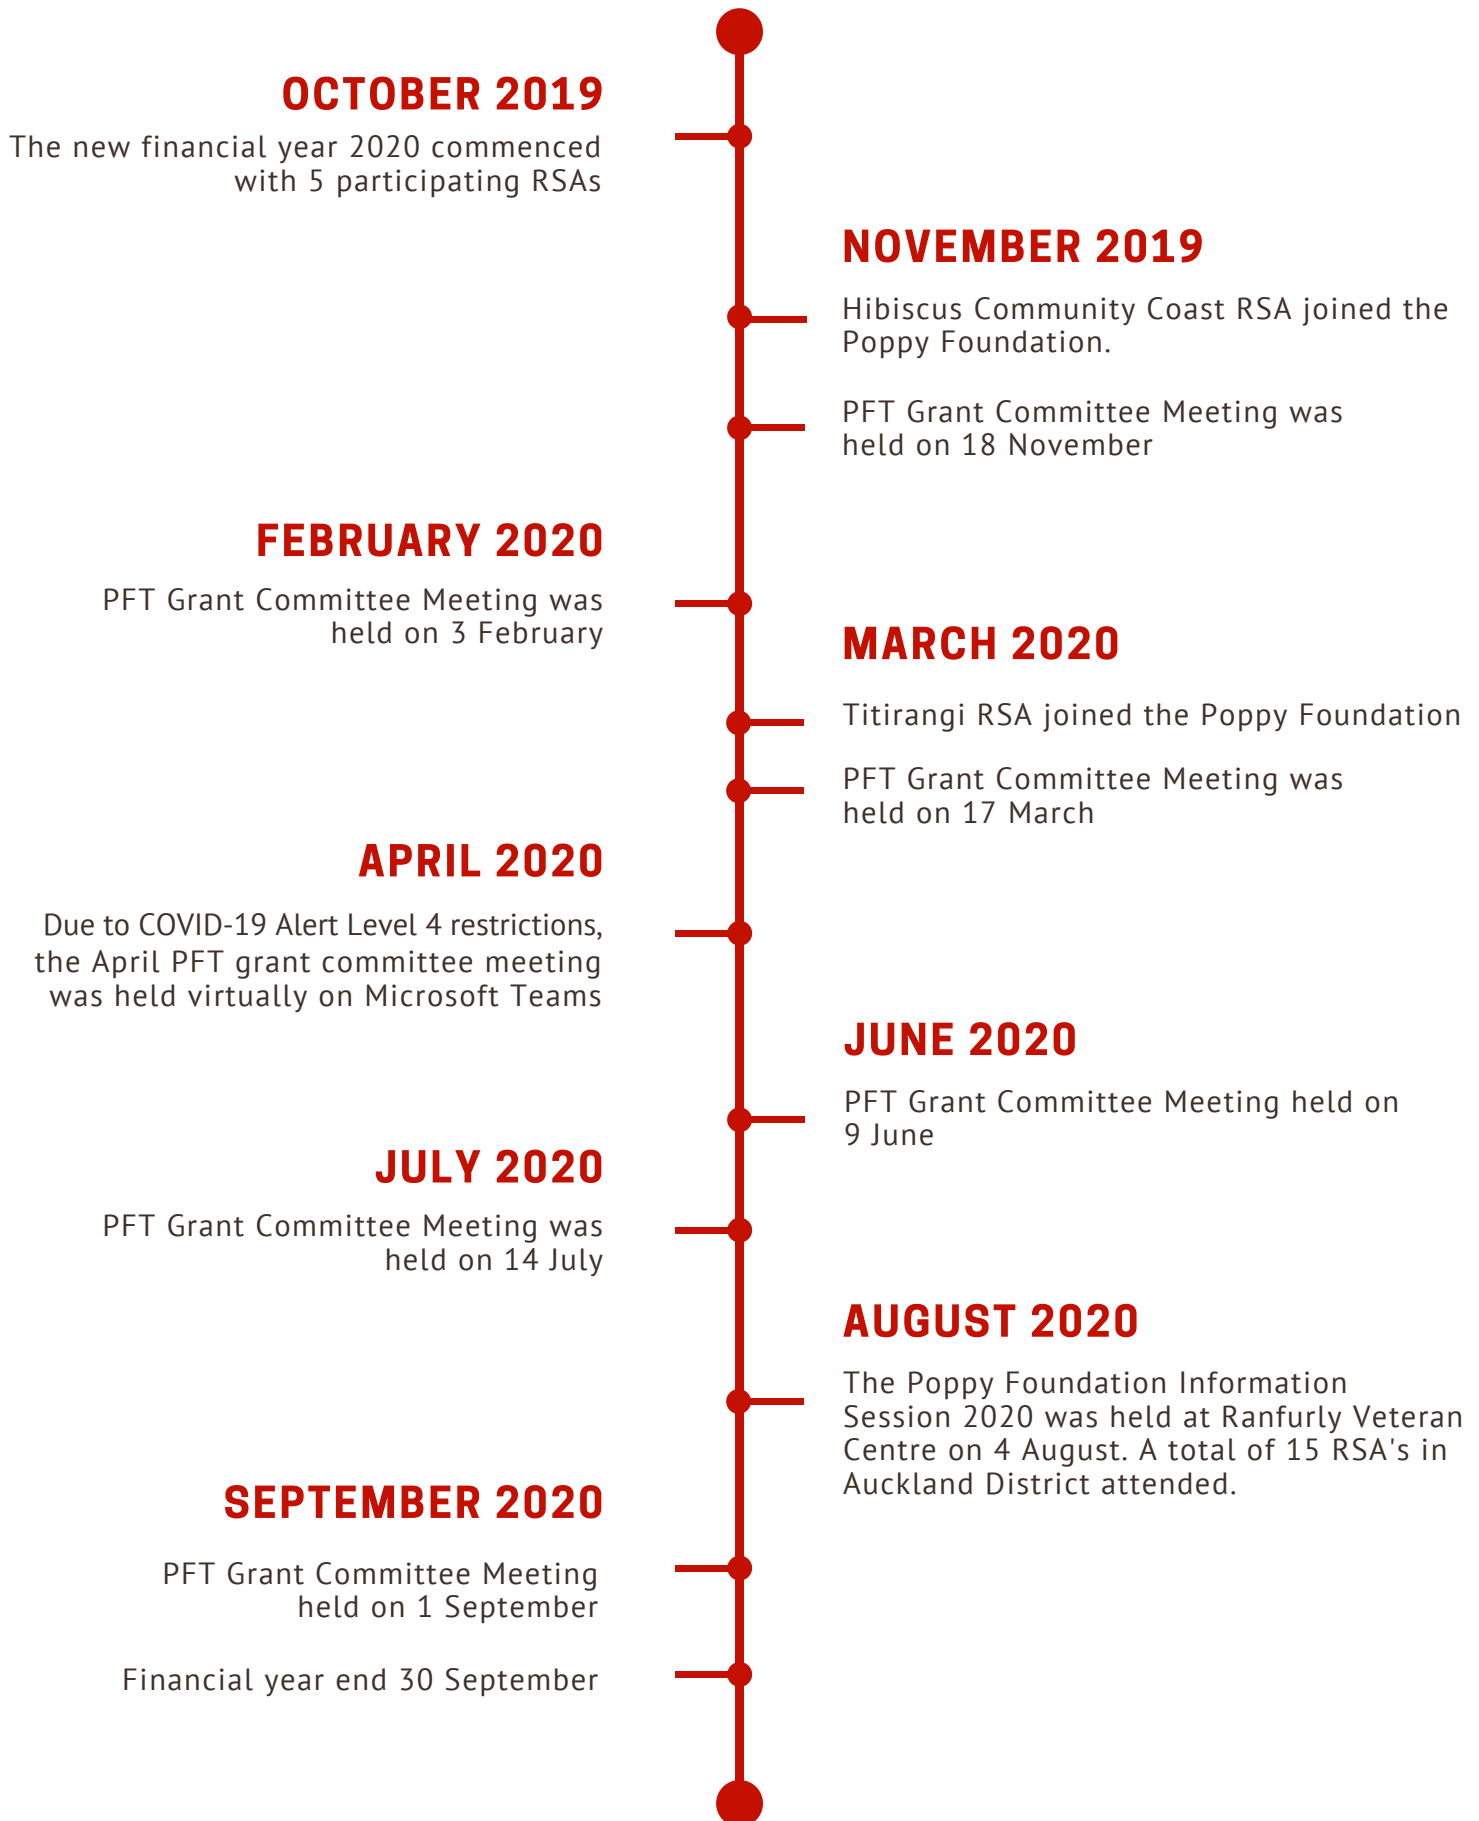 OCTOBER 2019
The new financial year 2020 commenced
with 5 participating RSAs
NOVEMBER 2019
Hibiscus Community Coast RSA joined the
Poppy Foundation.
PFT Grant Committee Meeting was
held on 18 November
FEBRUARY 2020
PFT Grant Committee Meeting was
held on 3 February
MARCH 2020
Titirangi RSA joined the Poppy Foundation
PFT Grant Committee Meeting was
held on 17 March
APRIL 2020
Due to COVID-19 Alert Level 4 restrictions,
the April PFT grant committee meeting
was held virtually on Microsoft Teams
JUNE 2020
PFT Grant Committee Meeting held on
9 June
JULY 2020
PFT Grant Committee Meeting was
held on 14 July
AUGUST 2020
The Poppy Foundation Information
Session 2020 was held at Ranfurly Veteran
Centre on 4 August. A total of 15 RSA's in
Auckland District attended.
SEPTEMBER 2020
PFT Grant Committee Meeting
held on 1 September
Financial year end 30 September